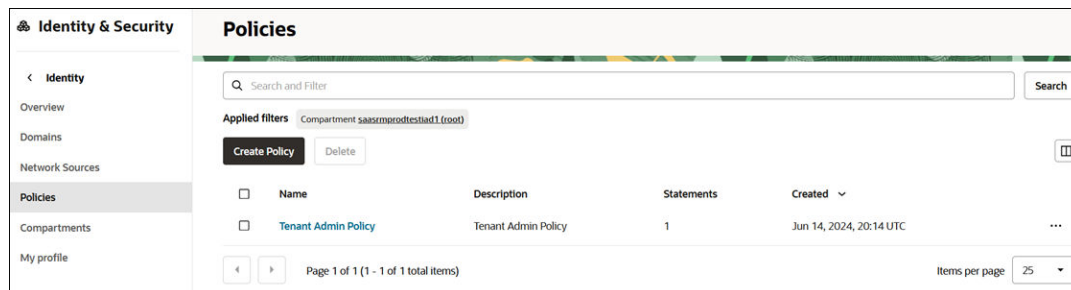 Identity & Security
Policies
Identity
Overview
Domains
Network Sources
Policies
Compartments
My profile
Search and Filter
Search
Applied filters Compartment saasrmprodtestiad1 (root)
Create Policy Delete
Name Description Statements Created
Tenant Admin Policy Tenant Admin Policy 1 Jun 14, 2024, 20:14 UTC
Page 1 of 1 (1 - 1 of 1 total items) Items per page 25